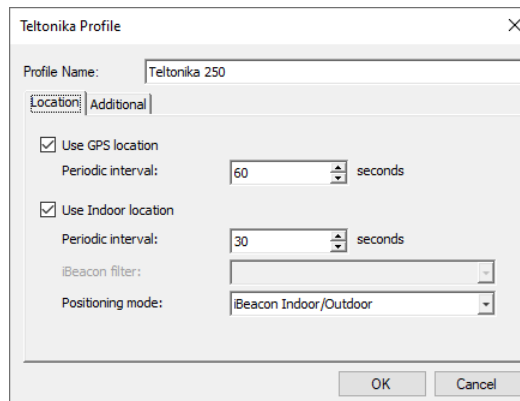 Teltonika Profile
Profile Name: Teltonika 250
Location Additional
Use GPS location
Periodic interval: 60 seconds
Use Indoor location
Periodic interval: 30 seconds
iBeacon filter:
Positioning mode: iBeacon Indoor/Outdoor
OK Cancel